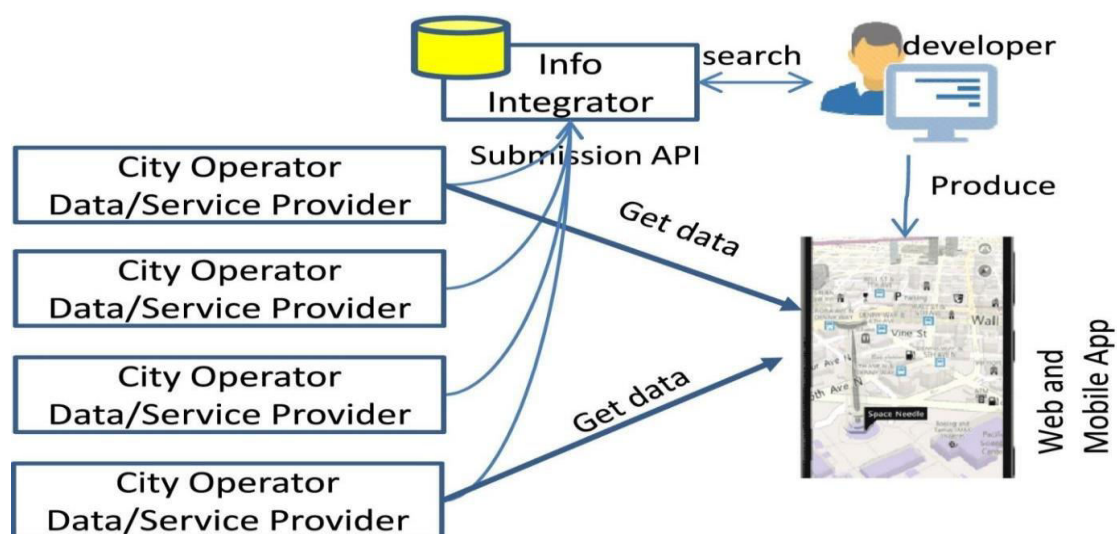 Info
Integrator
search
developer
Submission API
Produce
City Operator
Data/Service Provider
City Operator
Data/Service Provider
City Operator
Data/Service Provider
City Operator
Data/Service Provider
Get data
Get data
Web and
Mobile App
P
Parking
Vine St
Wall
Space Needle